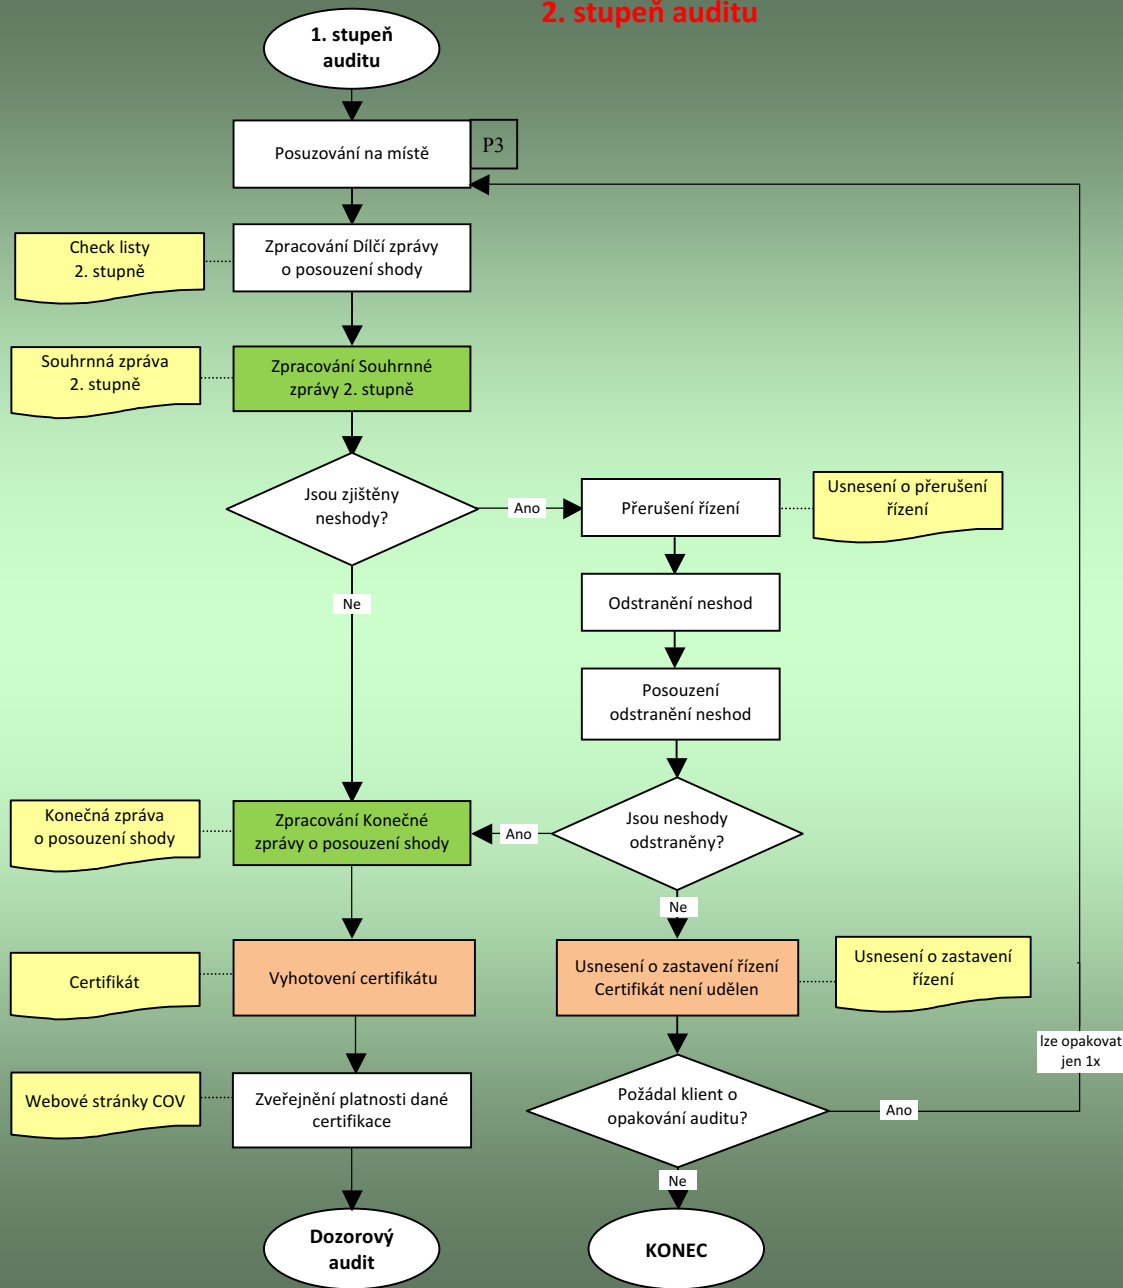 2. stupeň auditu
1. stupeň
auditu
Posuzování na místě
P3
Check listy
2. stupně
Zpracování Dílčí zprávy
o posouzení shody
Souhrnná zpráva
2. stupně
Zpracování Souhrnné
zprávy 2. stupně
Jsou zjištěny
neshody?
Ano
Přerušení řízení
Usnesení o přerušení
řízení
Odstranění neshod
Ne
Posouzení
odstranění neshod
Konečná zpráva
o posouzení shody
Zpracování Konečné
zprávy o posouzení shody
Ano
Jsou neshody
odstraněny?
Ne
Certifikát
Vyhotovení certifikátu
Usnesení o zastavení řízení
Certifikát není udělen
Usnesení o zastavení
řízení
lze opakovat
jen 1x
Webové stránky COV
Zveřejnění platnosti dané
certifikace
Požádal klient o
opakování auditu?
Ano
Ne
Dozorový
audit
KONEC